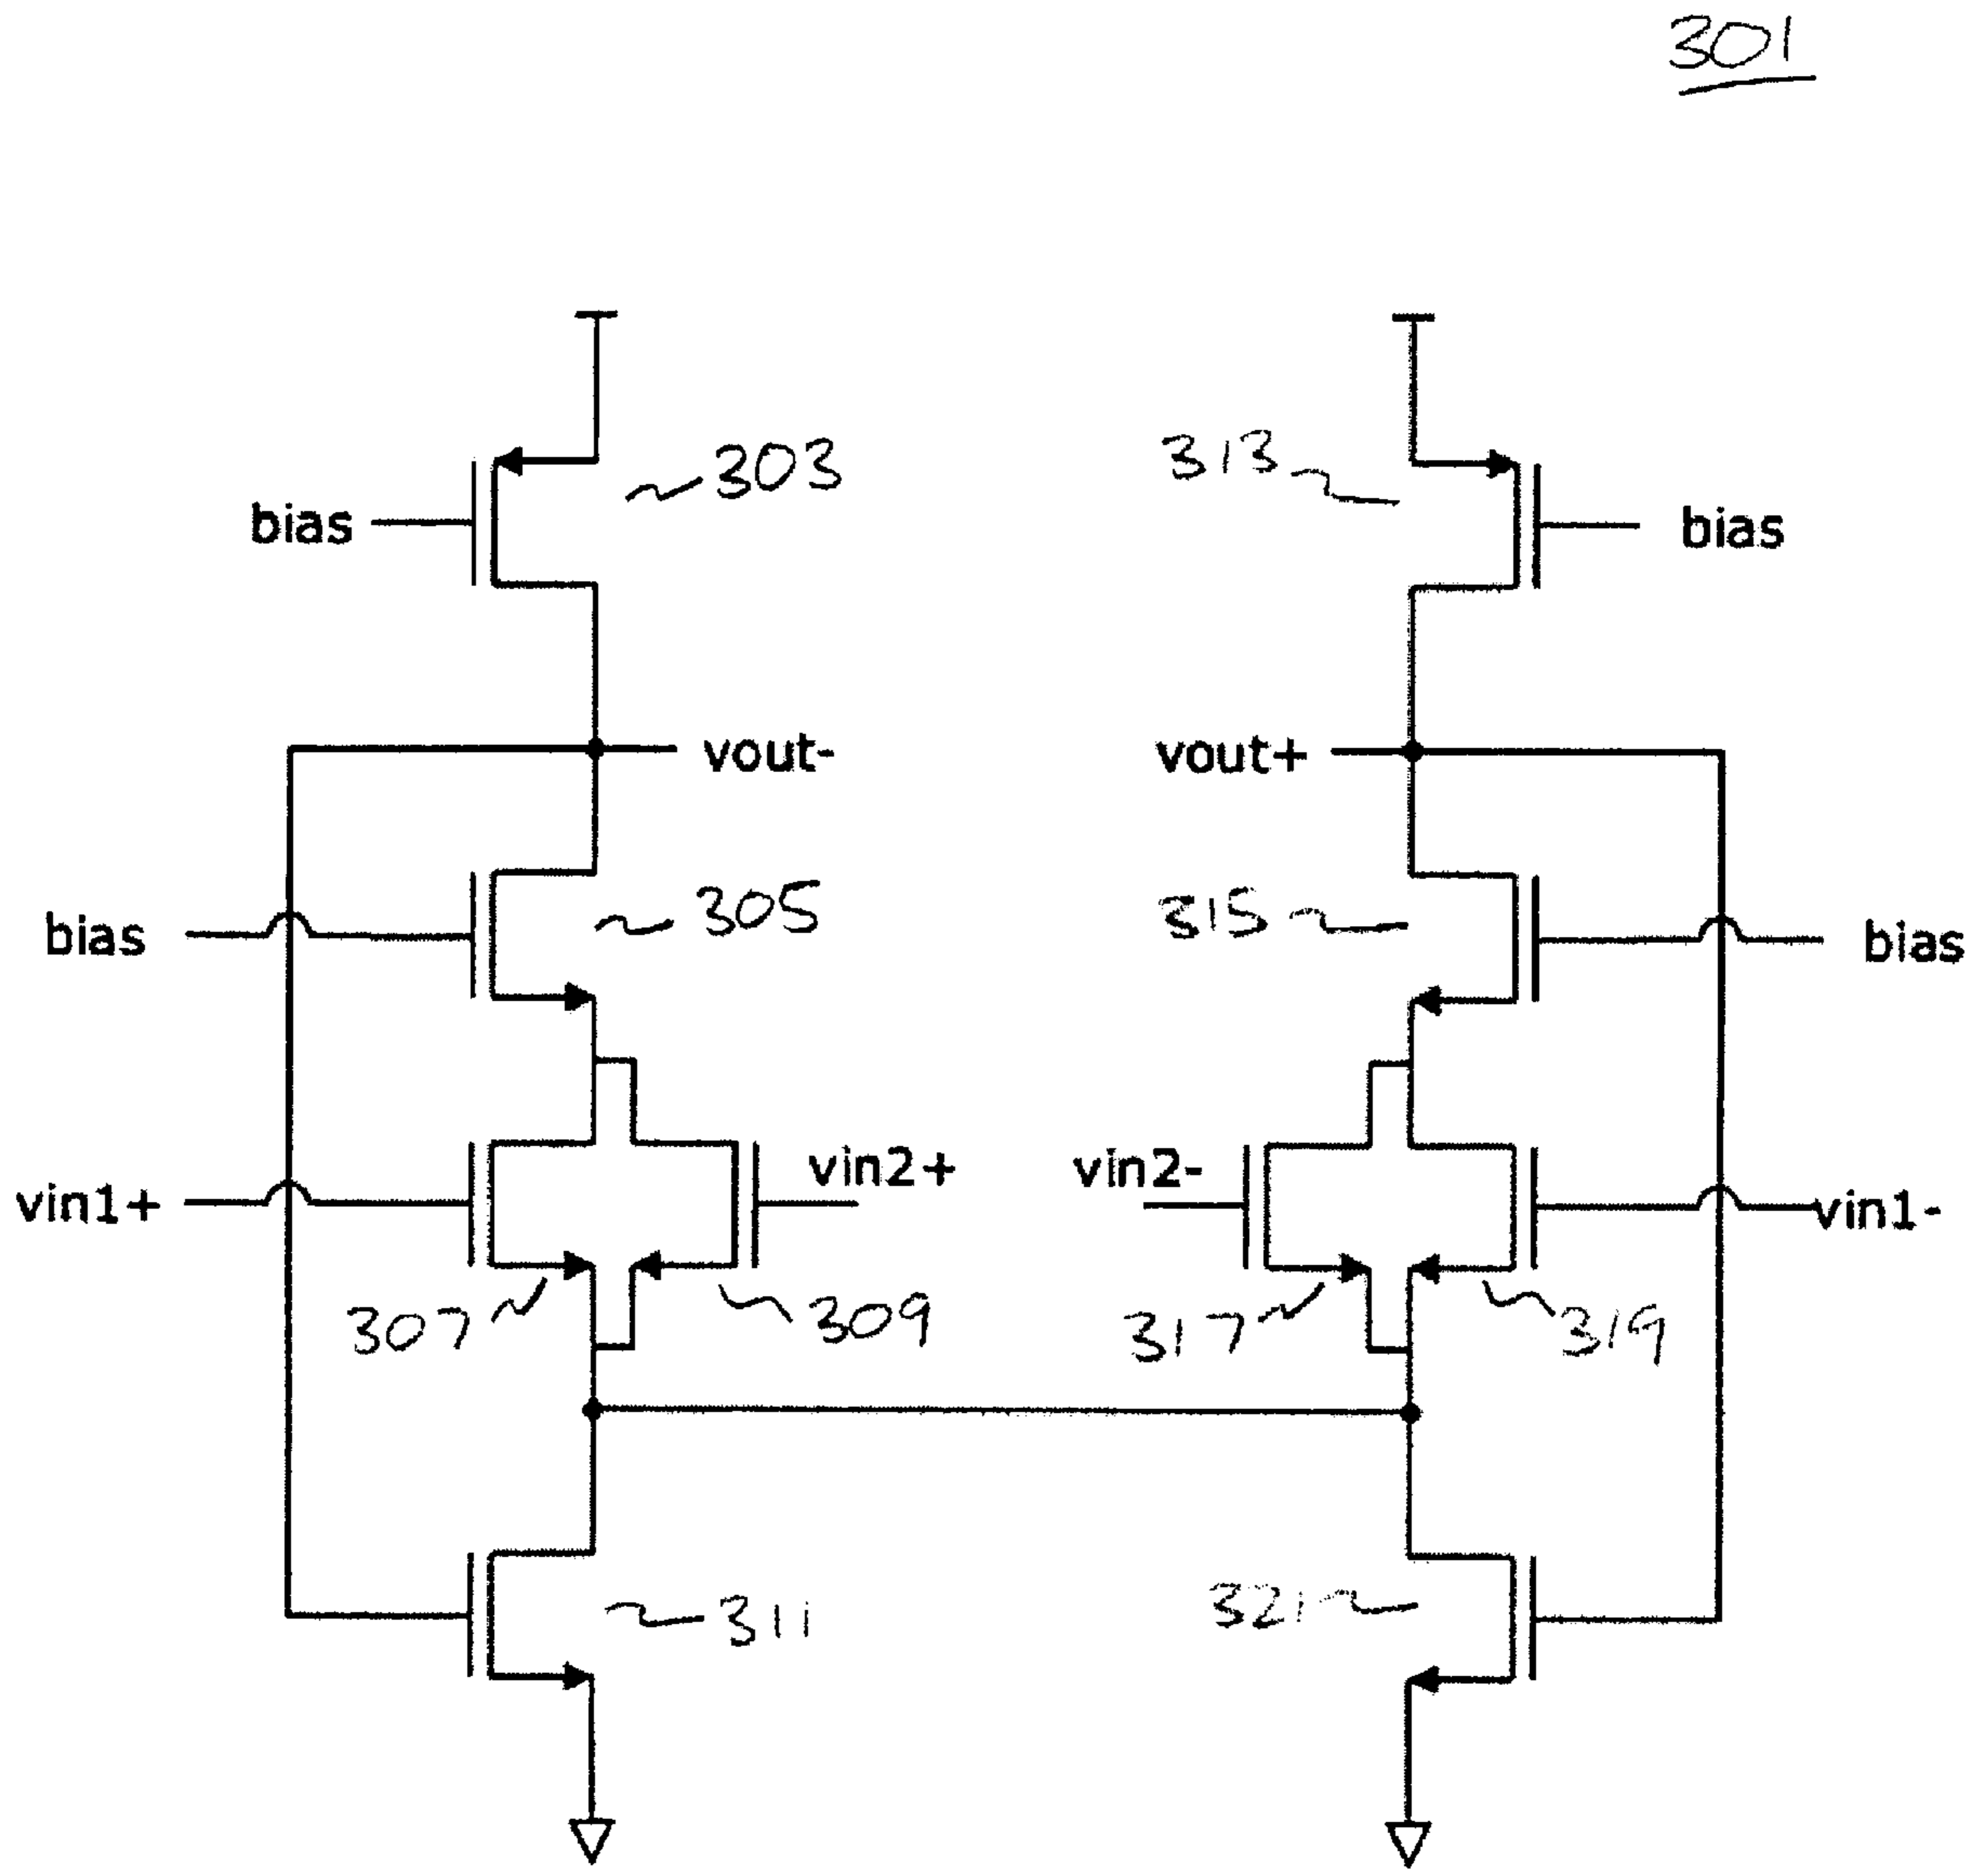 301
303
313
bias
bias
vout-
vout+
305
315
bias
bias
vin2+
vin2-
vin1+
vin1-
307
309
317
319
311
321